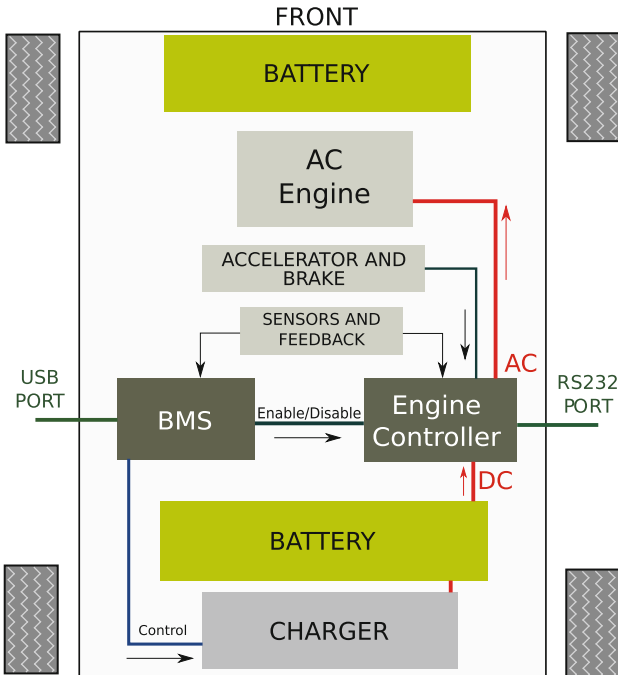 FRONT
BATTERY
AC
Engine
ACCELERATOR AND
BRAKE
SENSORS AND
FEEDBACK
AC
USB
PORT
RS232
PORT
BMS
Enable/Disable
Engine
Controller
DC
BATTERY
Control
CHARGER